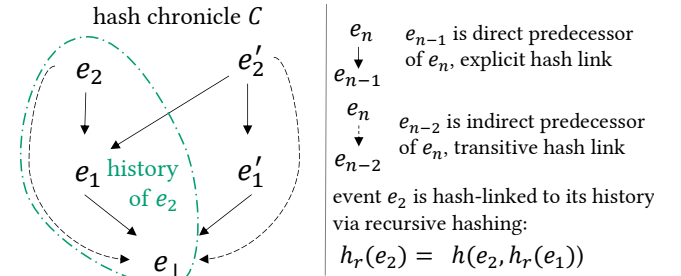 hash chronicle C
e₂
e′₂
e₁
history
of e₂
e′₁
e⊥
eₙ
eₙ₋₁
eₙ₋₁ is direct predecessor
of eₙ, explicit hash link
eₙ
eₙ₋₂
eₙ₋₂ is indirect predecessor
of eₙ, transitive hash link
event e₂ is hash-linked to its history
via recursive hashing:
hᵣ(e₂) = h(e₂, hᵣ(e₁))